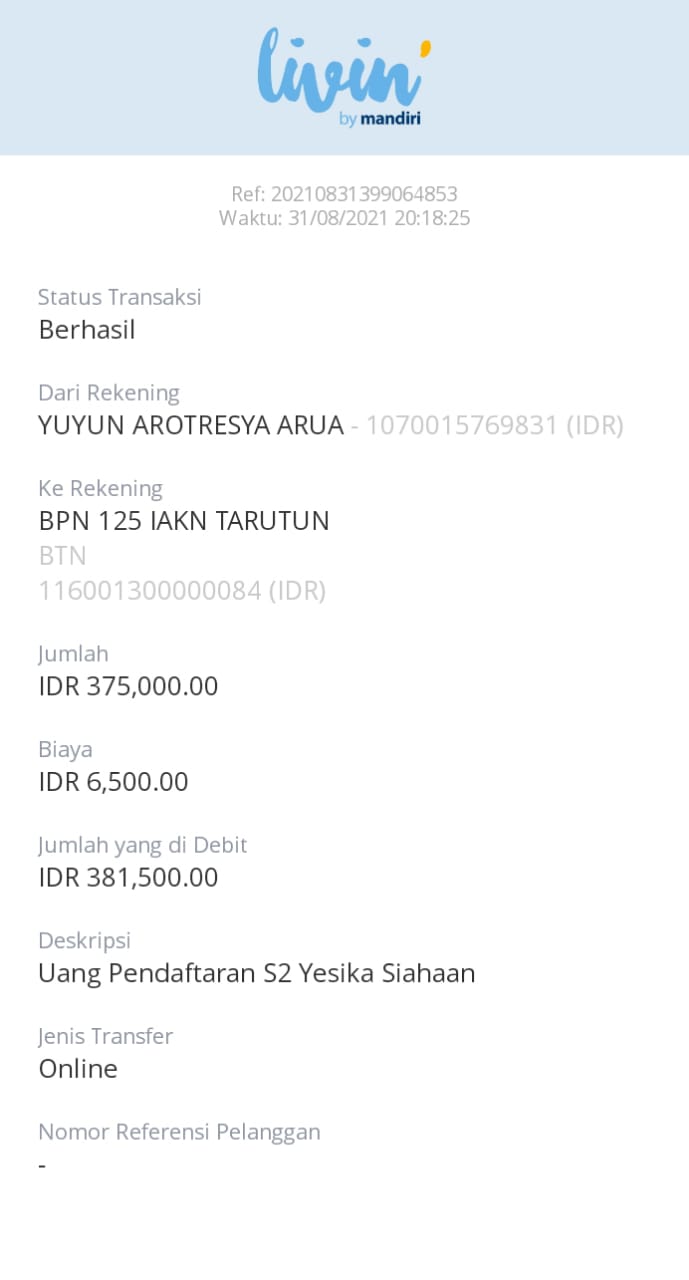 livin'
by mandiri
Ref: 20210831399064853
Waktu: 31/08/2021 20:18:25
Status Transaksi
Berhasil
Dari Rekening
YUYUN AROTRESYA ARUA - 1070015769831 (IDR)
Ke Rekening
BPN 125 IAKN TARUTUN
BTN
116001300000084 (IDR)
Jumlah
IDR 375,000.00
Biaya
IDR 6,500.00
Jumlah yang di Debit
IDR 381,500.00
Deskripsi
Uang Pendaftaran S2 Yesika Siahaan
Jenis Transfer
Online
Nomor Referensi Pelanggan
-